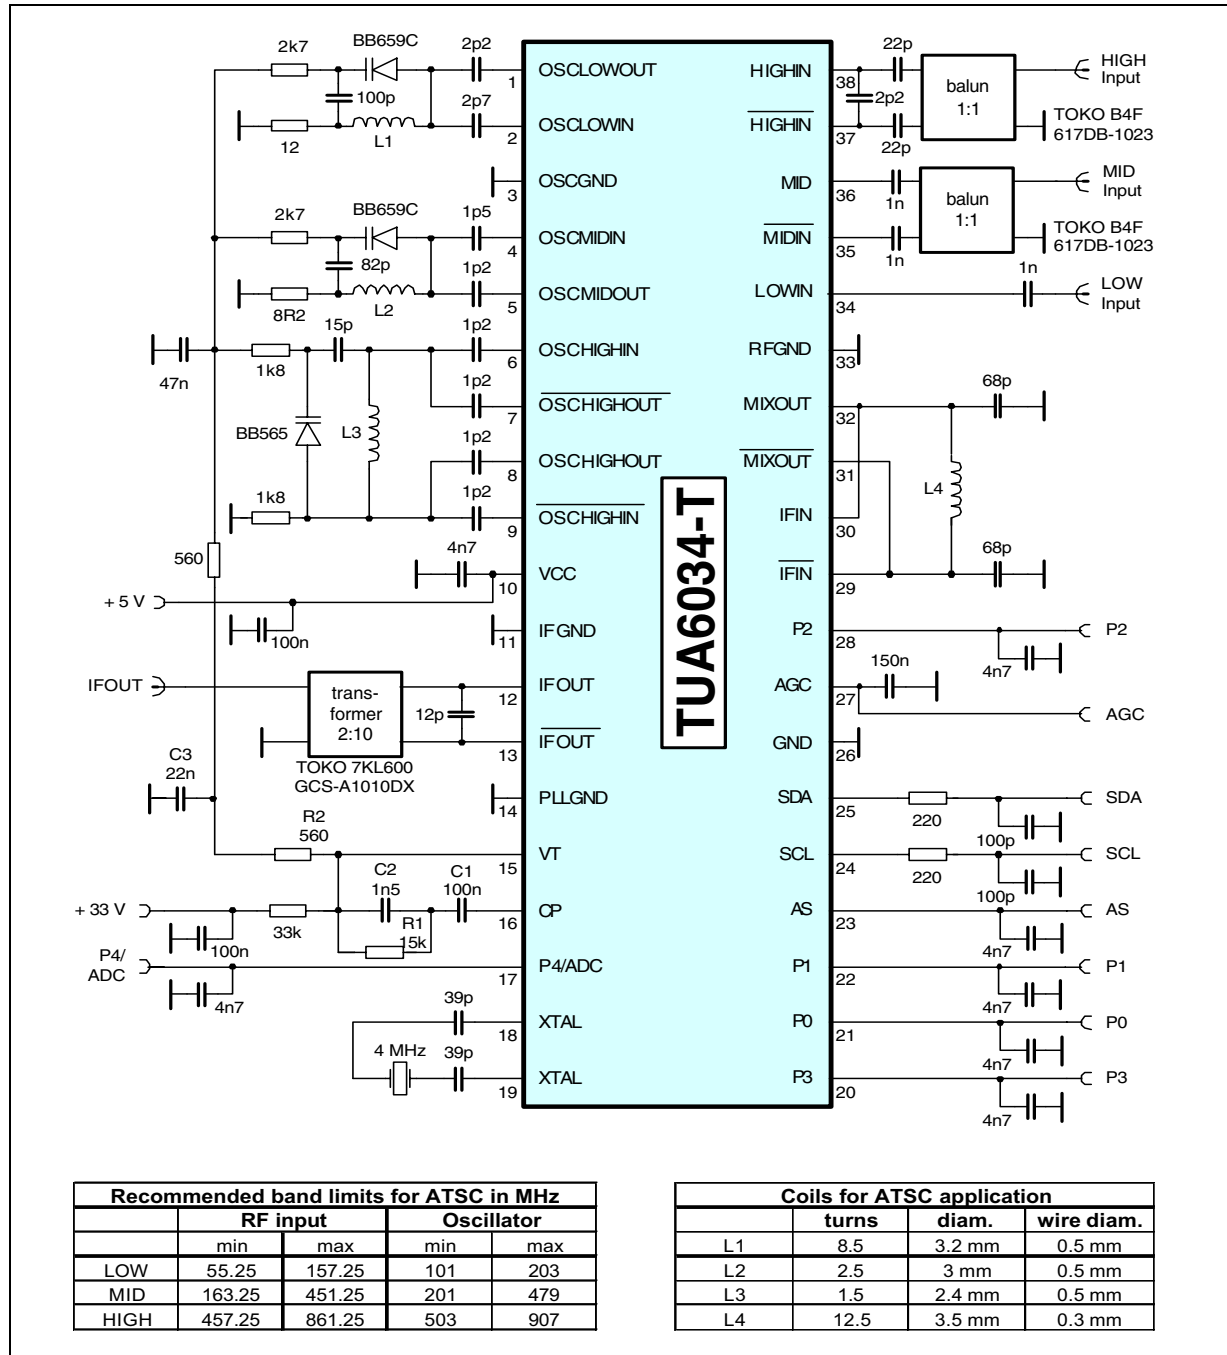 BB659C
2k7
2p2
100p
2p7
12
L1
BB659C
2k7
1p5
82p
1p2
8R2
L2
15p
1p2
47n
1k8
1p2
BB565
L3
1p2
1k8
1p2
560
4n7
+ 5 V
100n
IFOUT
trans-
former
2:10
12p
TOKO 7KL600
GCS-A1010DX
C3
22n
R2
560
C2
1n5
C1
100n
+ 33 V
33k
R1
15k
100n
P4/
ADC
4n7
39p
4 MHz
39p
1 OSCLOWOUT
2 OSCLOWIN
3 OSCGND
4 OSCMIDIN
5 OSCMIDOUT
6 OSCHIGHIN
7 OSCHIGHOUT
8 OSCHIGHOUT
9 OSCHIGHIN
10 VCC
11 IFGND
12 IFOUT
13 IFOUT
14 PLLGND
15 VT
16 CP
17 P4/ADC
18 XTAL
19 XTAL
TUA6034-T
HIGHIN 38
HIGHIN 37
MID 36
MIDIN 35
LOWIN 34
RFGND 33
MIXOUT 32
MIXOUT 31
IFIN 30
IFIN 29
P2 28
AGC 27
GND 26
SDA 25
SCL 24
AS 23
P1 22
P0 21
P3 20
22p
2p2
22p
balun
1:1
HIGH
Input
TOKO B4F
617DB-1023
1n
1n
balun
1:1
MID
Input
TOKO B4F
617DB-1023
1n
LOW
Input
68p
L4
68p
P2
4n7
150n
AGC
SDA
220
100p
SCL
220
100p
AS
4n7
P1
4n7
P0
4n7
P3
4n7
Recommended band limits for ATSC in MHz
RF input Oscillator
min max min max
LOW 55.25 157.25 101 203
MID 163.25 451.25 201 479
HIGH 457.25 861.25 503 907
Coils for ATSC application
turns diam. wire diam.
L1 8.5 3.2 mm 0.5 mm
L2 2.5 3 mm 0.5 mm
L3 1.5 2.4 mm 0.5 mm
L4 12.5 3.5 mm 0.3 mm